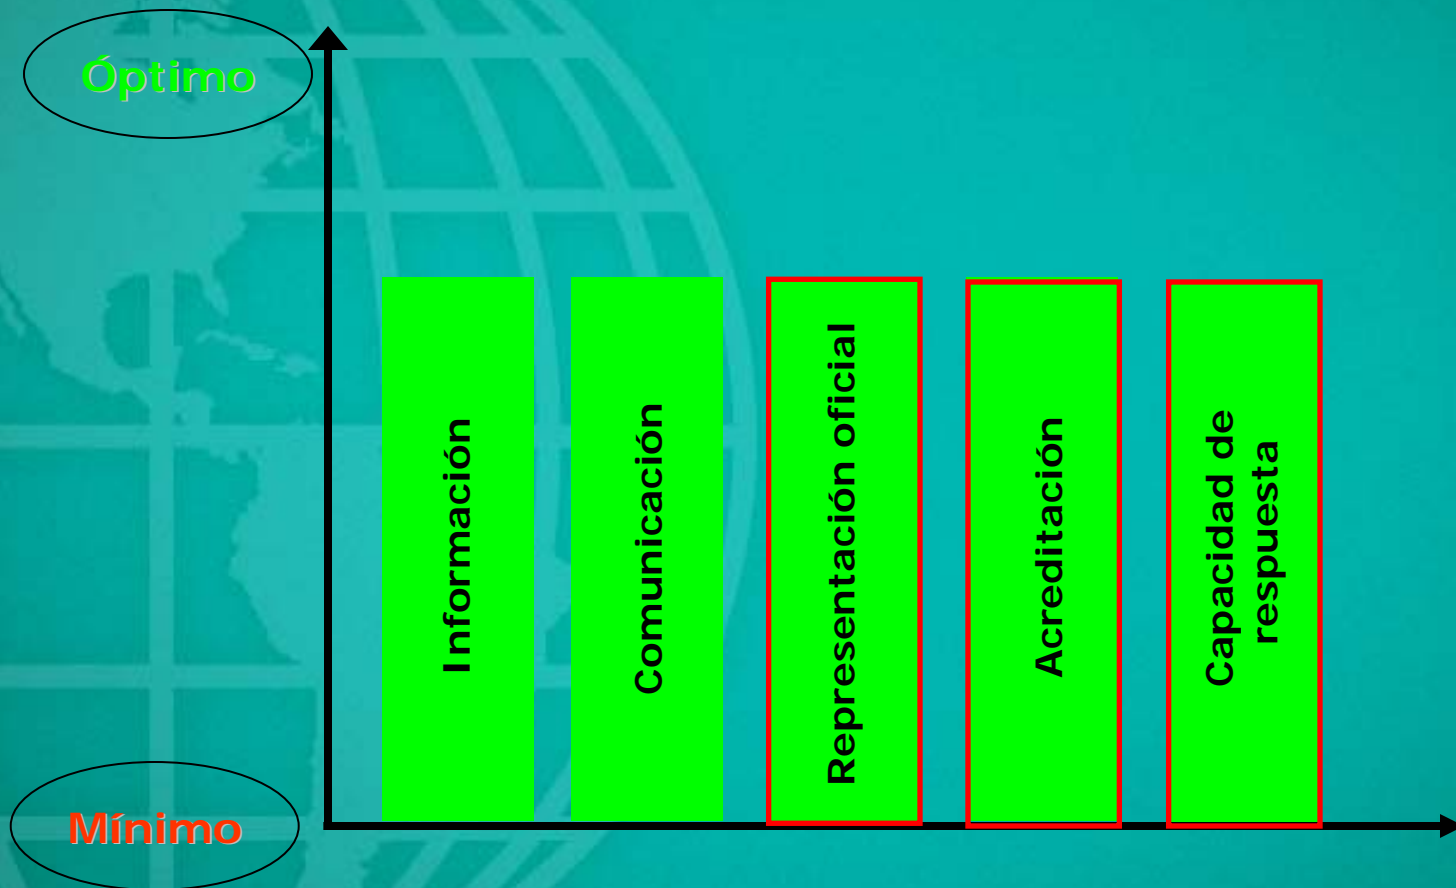 Óptimo
Información
Comunicación
Representación oficial
Acreditación
Capacidad de
respuesta
Mínimo